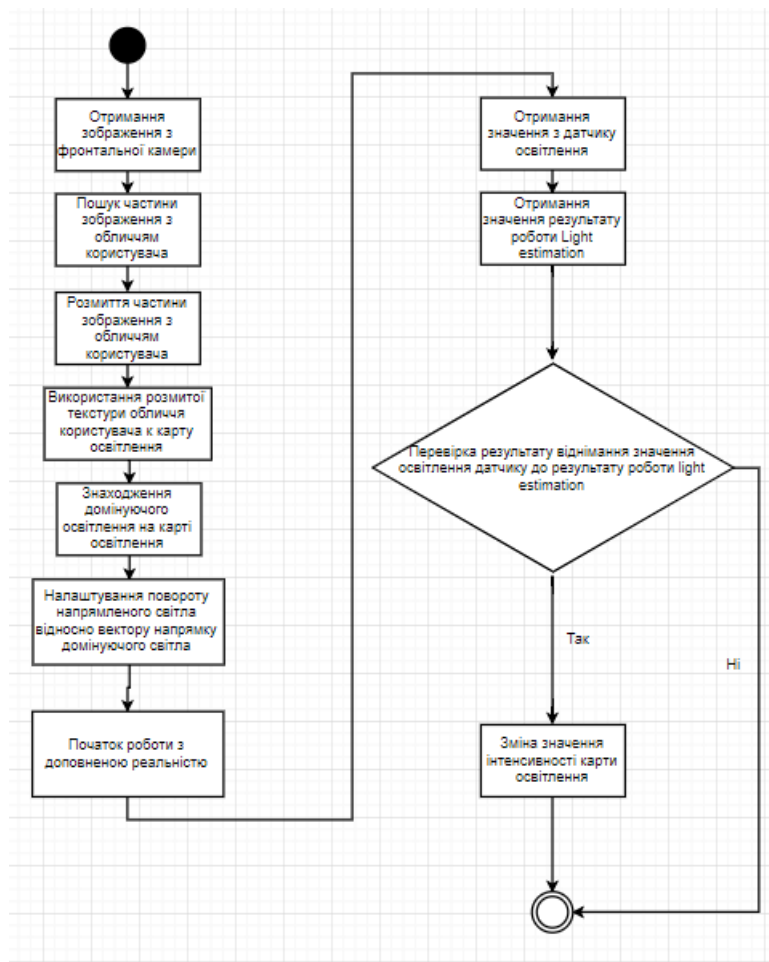 Отримання
зображення з
фронтальної камери
Пошук частини
зображення з
обличчям
користувача
Розмиття частини
зображення з
обличчям
користувача
Використання розмитої
текстури обличчя
користувача к карту
освітлення
Знаходження
домінуючого
освітлення на карті
освітлення
Налаштування повороту
напрямленого світла
відносно вектору напрямку
домінуючого світла
Початок роботи з
доповненою реальністю
Отримання
значення з датчику
освітлення
Отримання
значення результату
роботи Light
estimation
Перевірка результату віднімання значення
освітлення датчику до результату роботи light
estimation
Так
Ні
Зміна значення
інтенсивності карти
освітлення